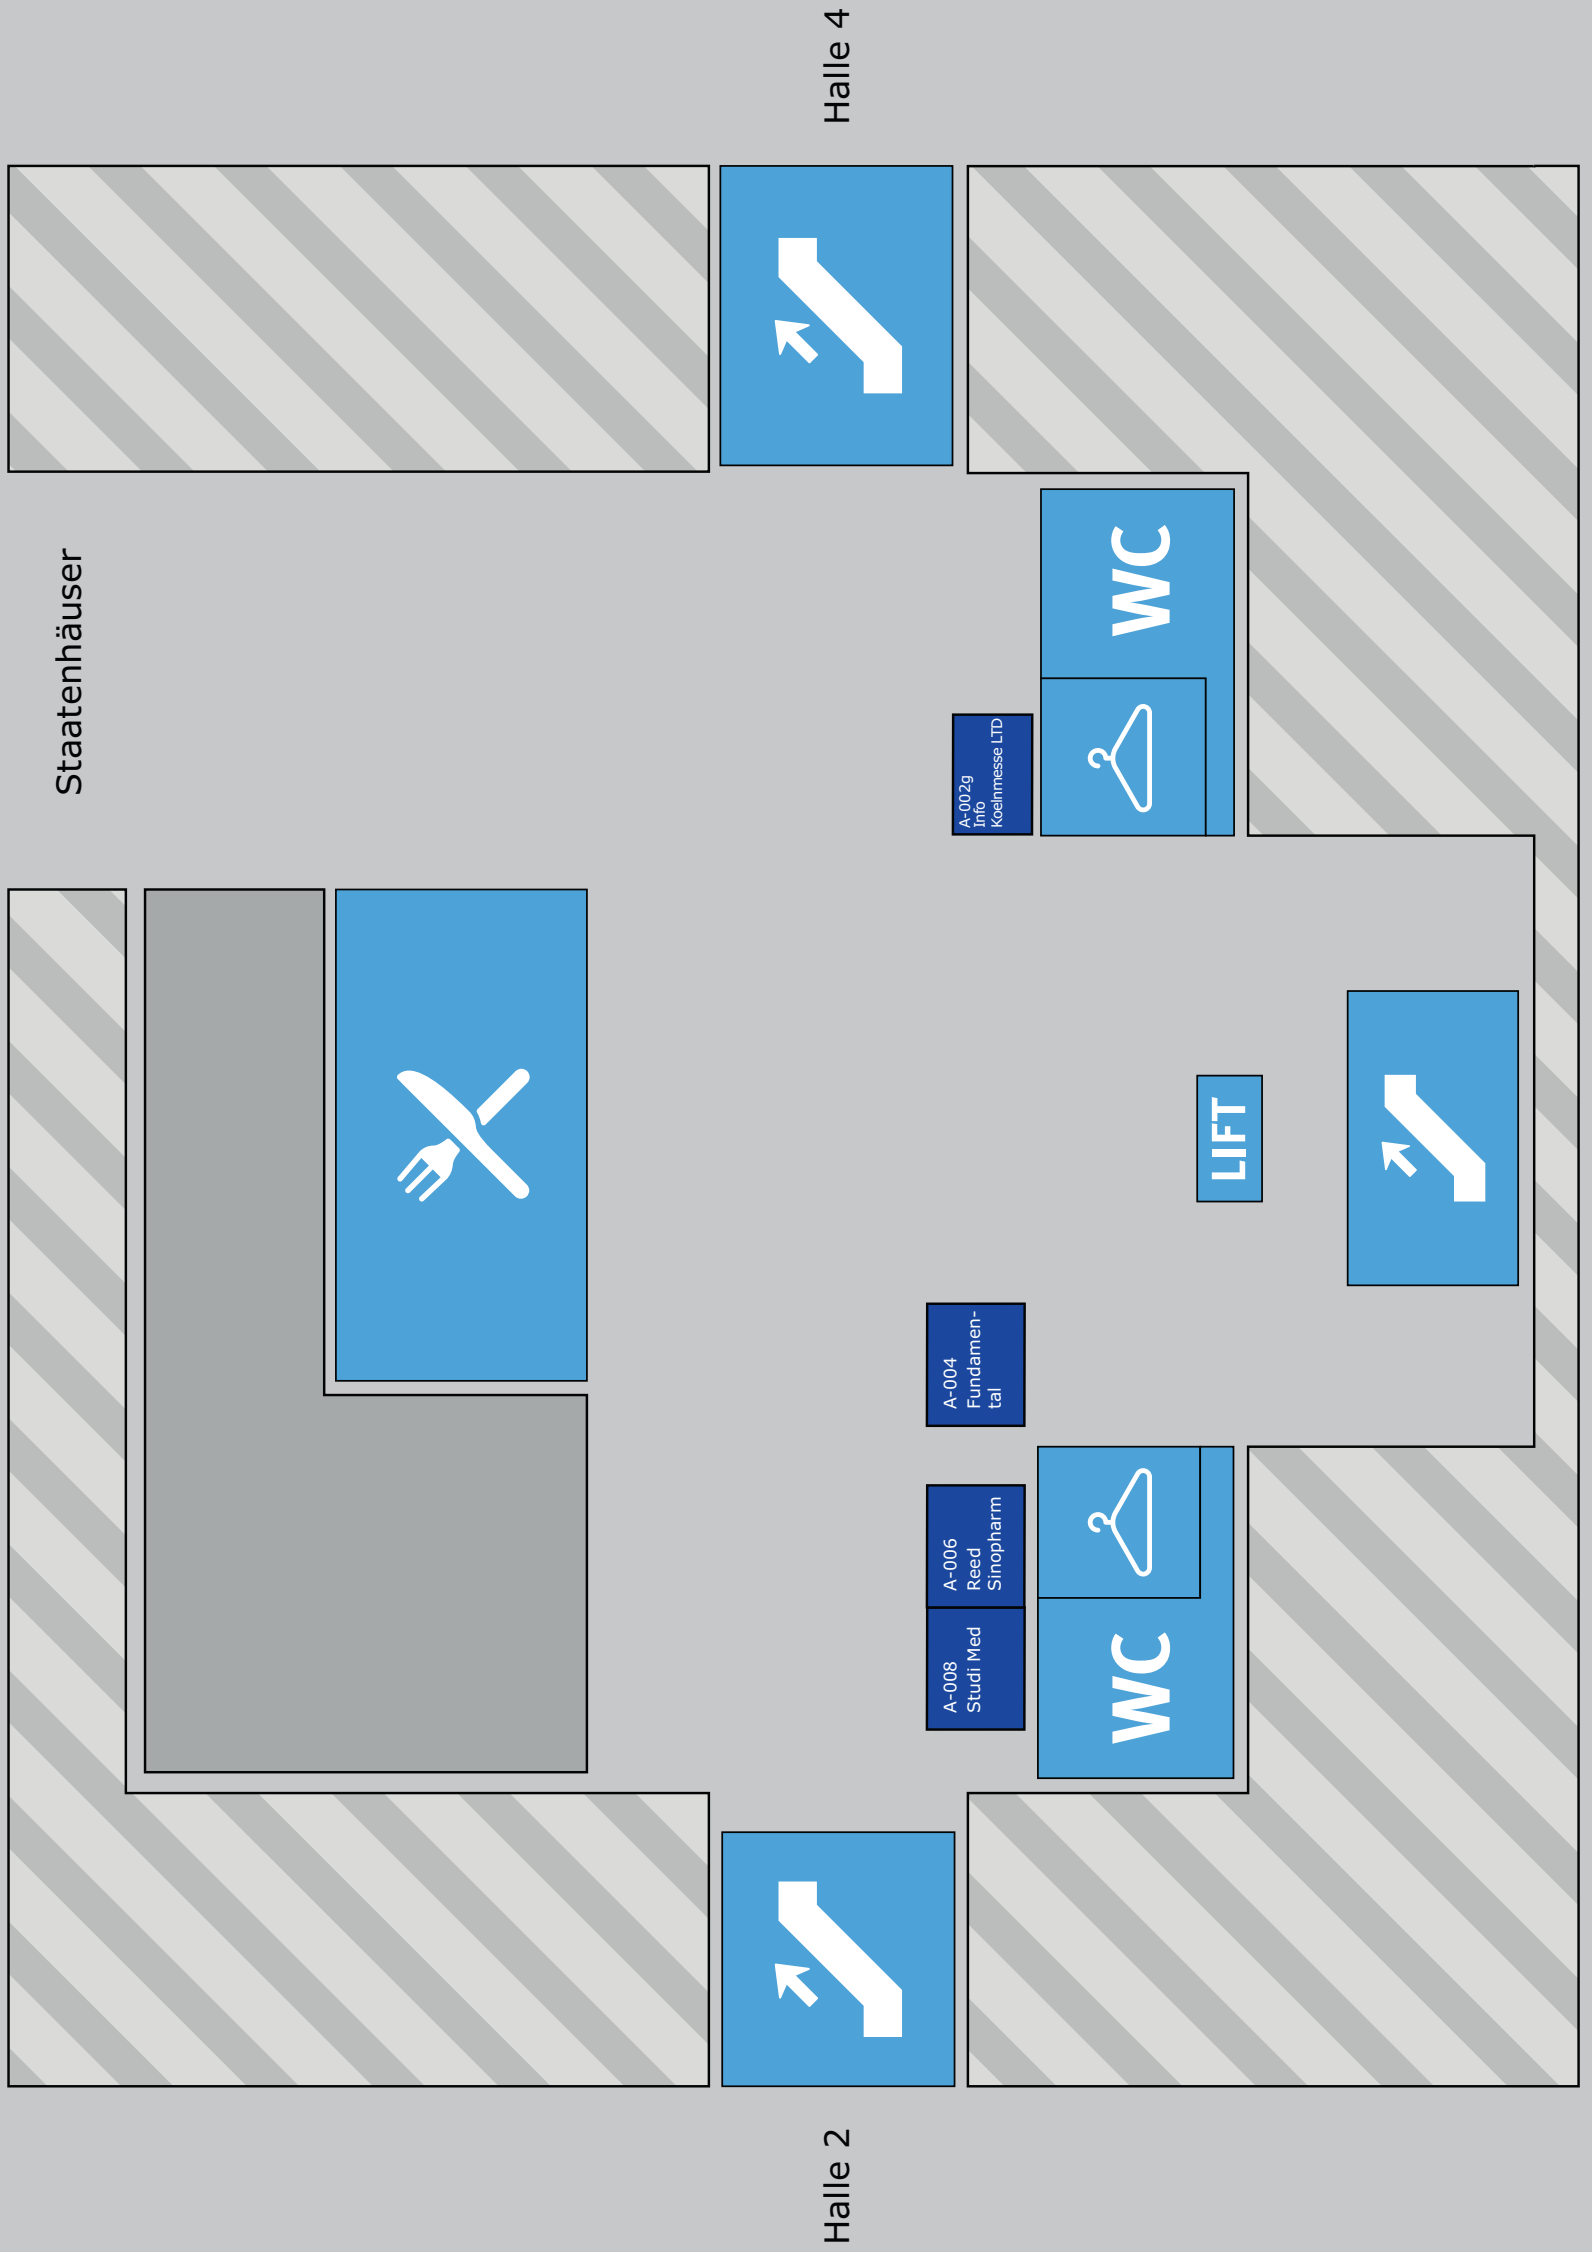 Staatenhäuser
Halle 2
Halle 4
A-008
Studi Med
A-006
Reed
Sinopharm
A-004
Fundamen-
tal
A-002g
Info
Koelnmesse LTD
WC
WC
LIFT